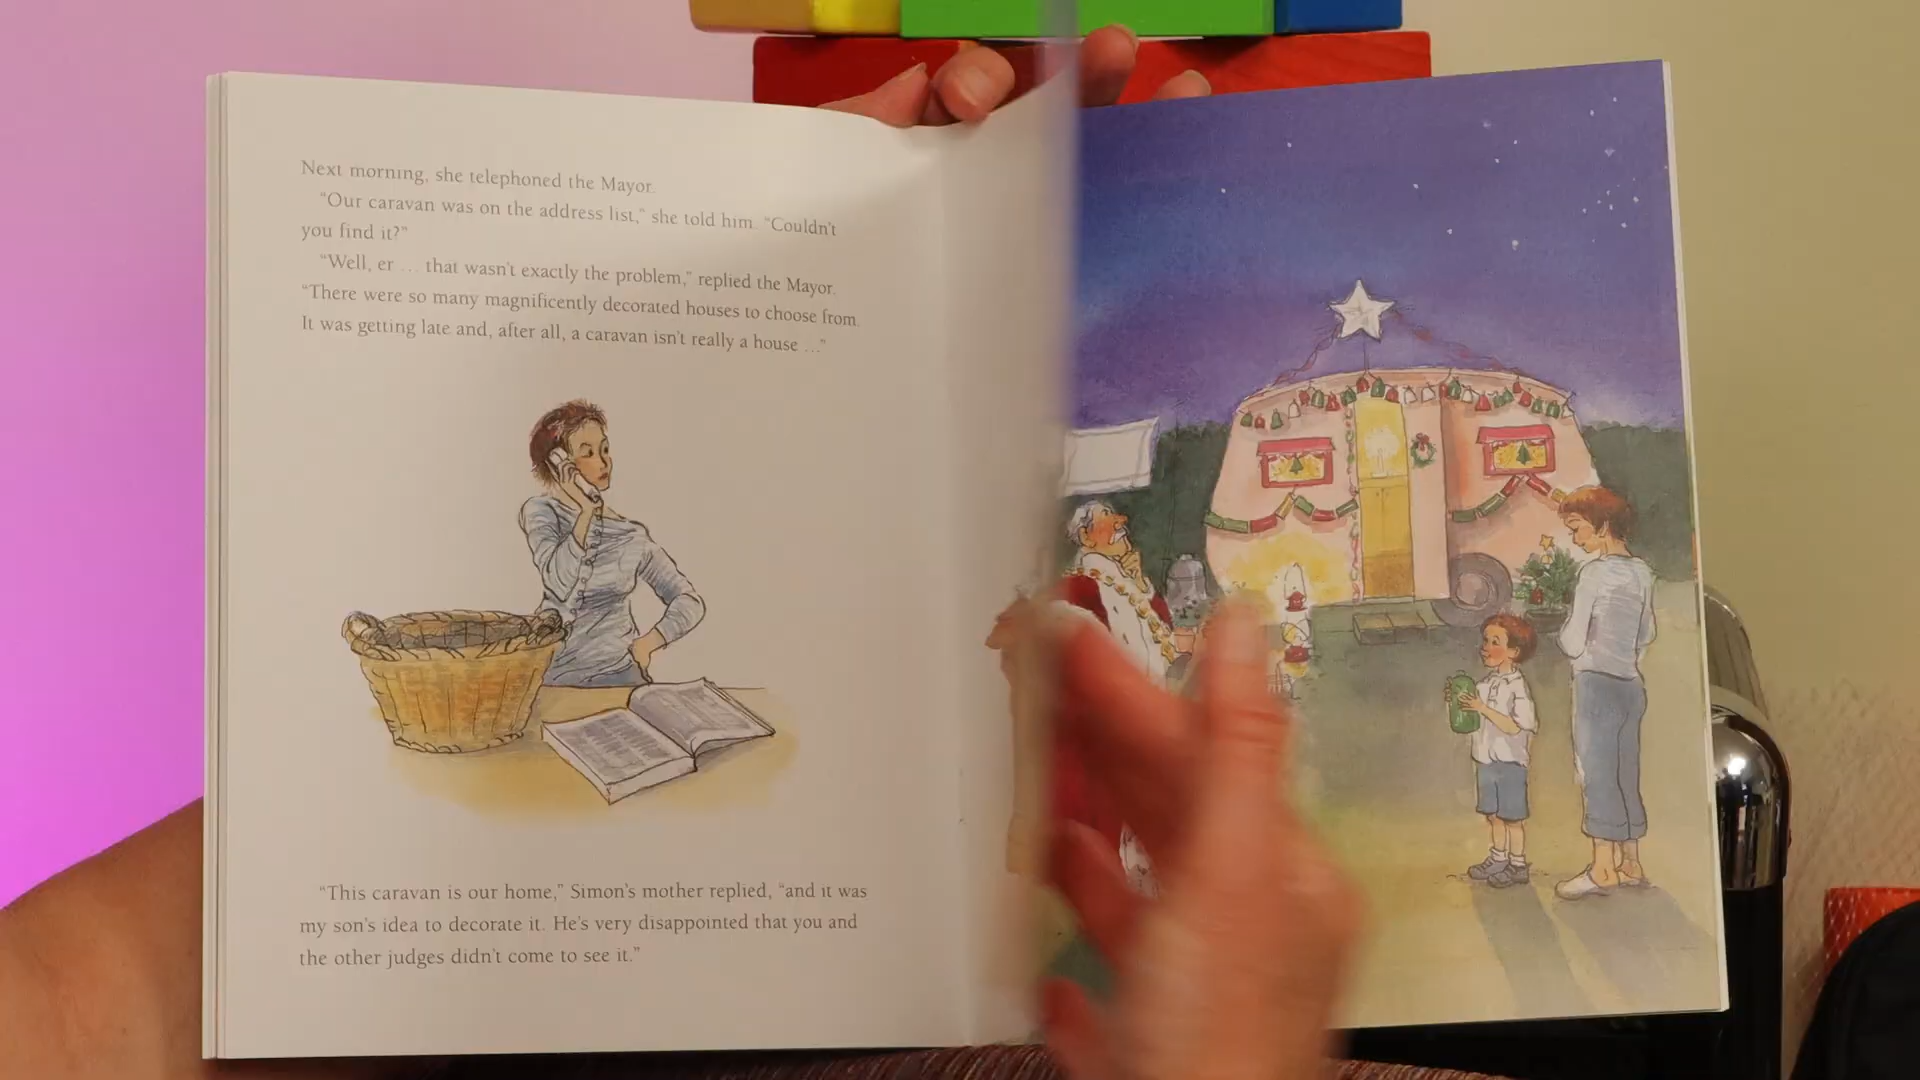 Next morning, she telephoned the Mayor.
“Our caravan was on the address list,” she told him. “Couldn’t
you find it?”
“Well, er … that wasn’t exactly the problem,” replied the Mayor.
“There were so many magnificently decorated houses to choose from.
It was getting late and, after all, a caravan isn’t really a house …”
“This caravan is our home,” Simon’s mother replied, “and it was
my son’s idea to decorate it. He’s very disappointed that you and
the other judges didn’t come to see it.”